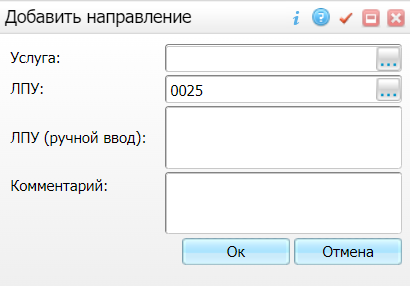 Добавить направление
Услуга:
ЛПУ: 0025
ЛПУ (ручной ввод):
Комментарий:
Ок Отмена